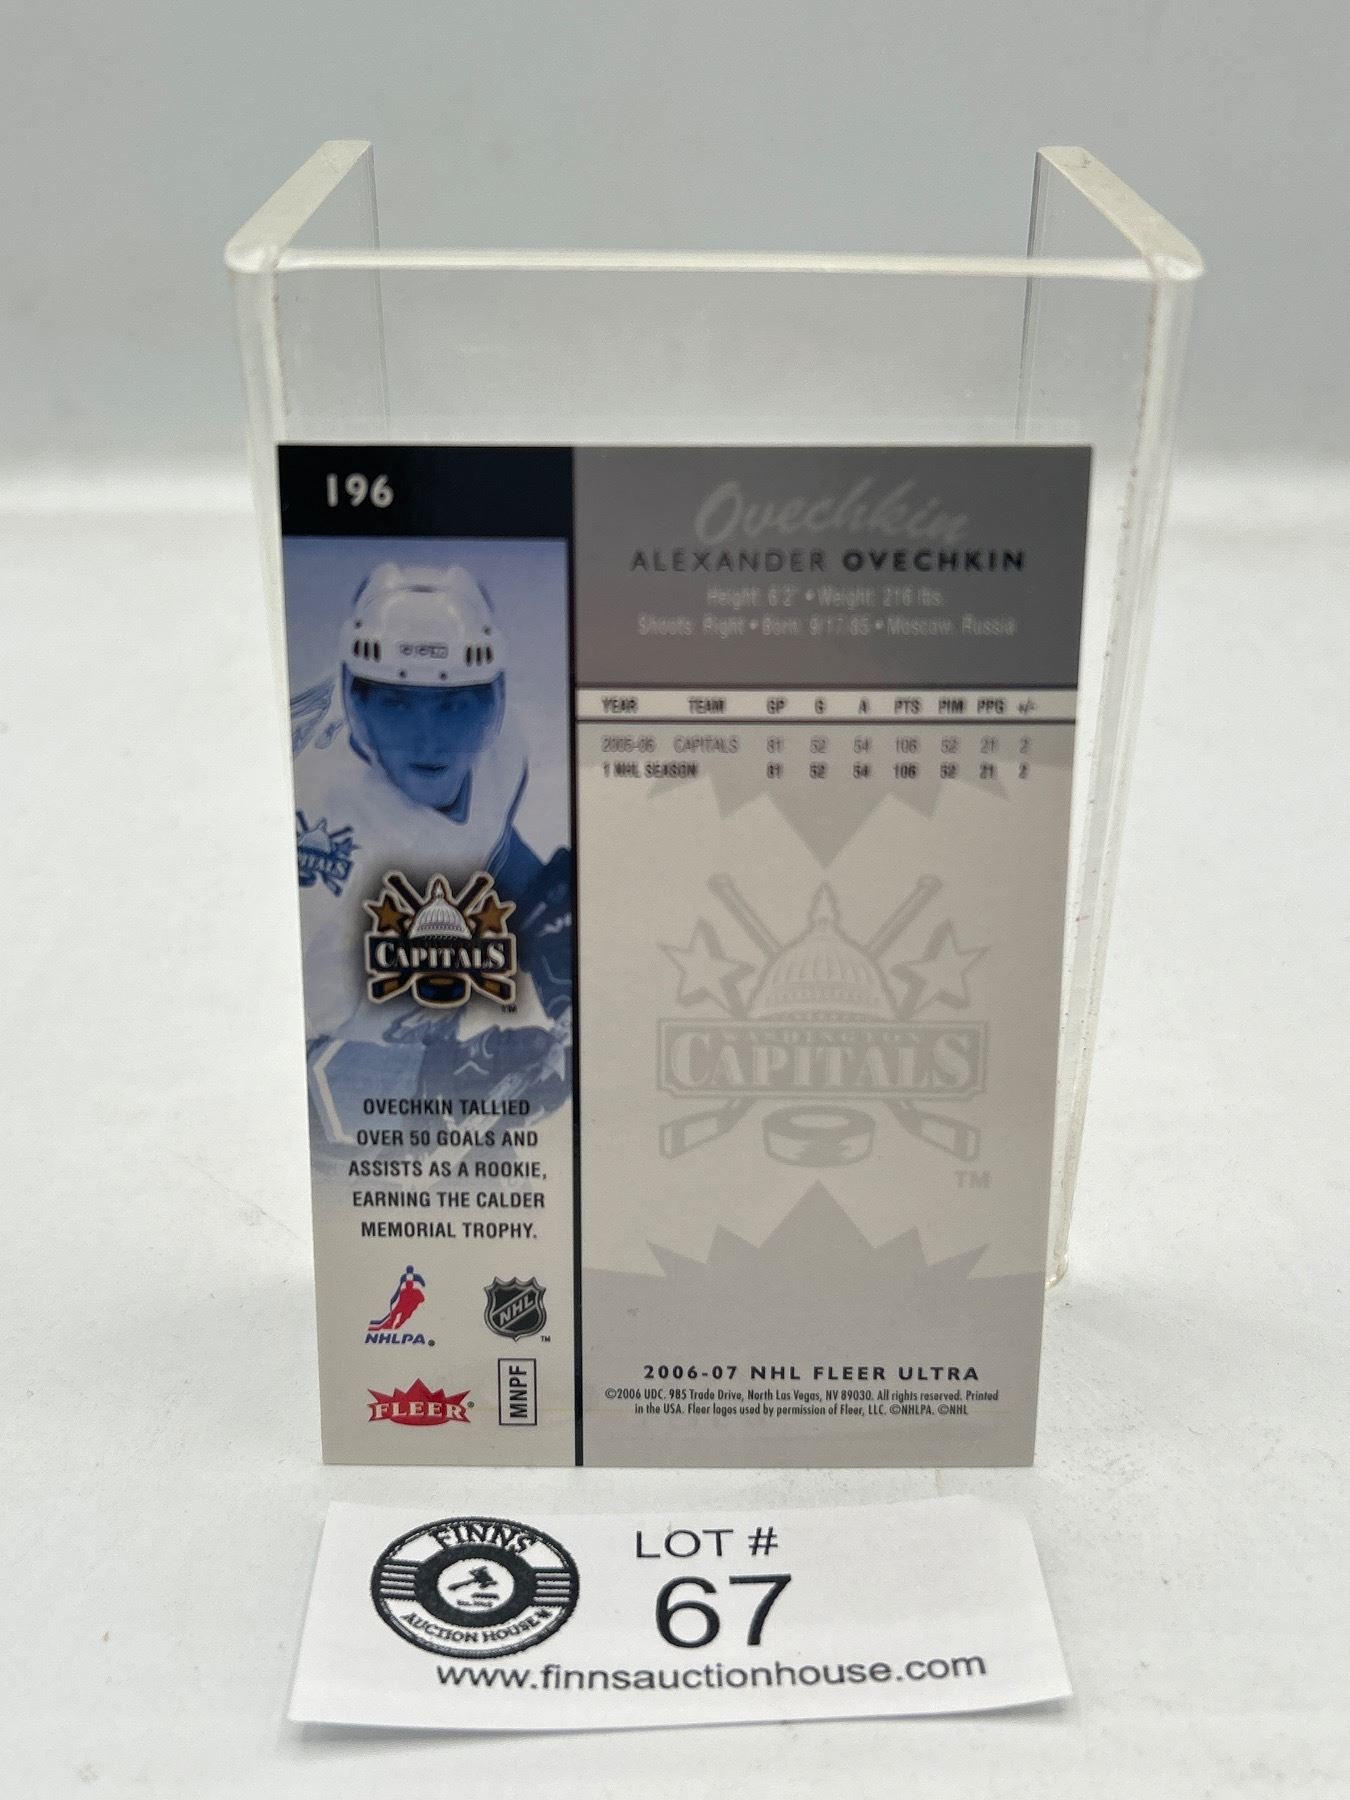 196
Ovechkin
ALEXANDER OVECHKIN
Height: 6'2" • Weight: 216 lbs.
Shoots: Right • Born: 9/17/85 • Moscow, Russia
YEAR TEAM GP G A PTS PIM PPG +/-
2005-06 CAPITALS 81 52 54 106 52 21 2
1 NHL SEASON 81 52 54 106 52 21 2
CAPITALS
TM
WASHINGTON
CAPITALS
TM
OVECHKIN TALLIED
OVER 50 GOALS AND
ASSISTS AS A ROOKIE,
EARNING THE CALDER
MEMORIAL TROPHY.
NHLPA®
NHL TM
FLEER®
MNPF
2006-07 NHL FLEER ULTRA
©2006 UDC. 985 Trade Drive, North Las Vegas, NV 89030. All rights reserved. Printed
in the USA. Fleer logos used by permission of Fleer, LLC. ©NHLPA. ©NHL
FINNS
AUCTION HOUSE
LOT #
67
www.finnsauctionhouse.com